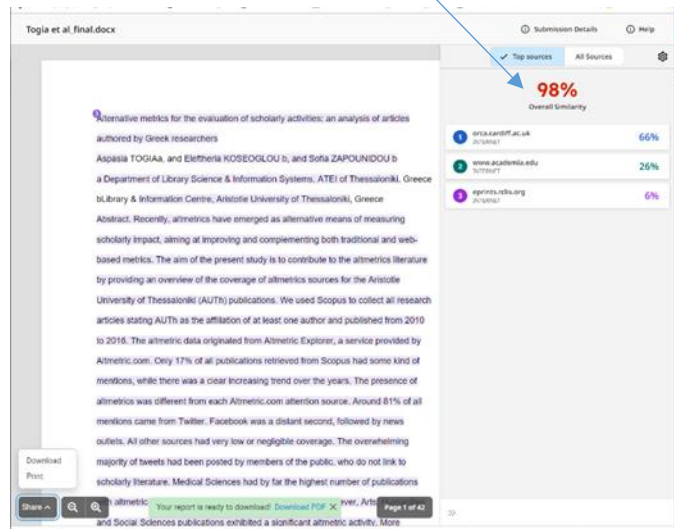 Togia et al_final.docx
Submission Details
Help
Top sources
All Sources
98%
Overall Similarity
1
orca.cardiff.ac.uk
INTERNET
66%
2
www.academia.edu
INTERNET
26%
3
eprints.rclis.org
INTERNET
6%
3
Alternative metrics for the evaluation of scholarly activities: an analysis of articles
authored by Greek researchers
Aspasia TOGIAa, and Eleftheria KOSEOGLOU b, and Sofia ZAPOUNIDOU b
a Department of Library Science & Information Systems, ATEI of Thessaloniki, Greece
bLibrary & Information Centre, Aristotle University of Thessaloniki, Greece
Abstract. Recently, altmetrics have emerged as alternative means of measuring
scholarly impact, aiming at improving and complementing both traditional and web-
based metrics. The aim of the present study is to contribute to the altmetrics literature
by providing an overview of the coverage of altmetrics sources for the Aristotle
University of Thessaloniki (AUTh) publications. We used Scopus to collect all research
articles stating AUTh as the affiliation of at least one author and published from 2010
to 2016. The altmetric data originated from Altmetric Explorer, a service provided by
Altmetric.com. Only 17% of all publications retrieved from Scopus had some kind of
mentions, while there was a clear increasing trend over the years. The presence of
altmetrics was different from each Altmetric.com attention source. Around 81% of all
mentions came from Twitter. Facebook was a distant second, followed by news
outlets. All other sources had very low or negligible coverage. The overwhelming
majority of tweets had been posted by members of the public, who do not link to
scholarly literature. Medical Sciences had by far the highest number of publications
altmetric
and Social Sciences publications exhibited a significant altmetric activity. More
Download
Print
Share
Your report is ready to download! Download PDF X
Page 1 of 42